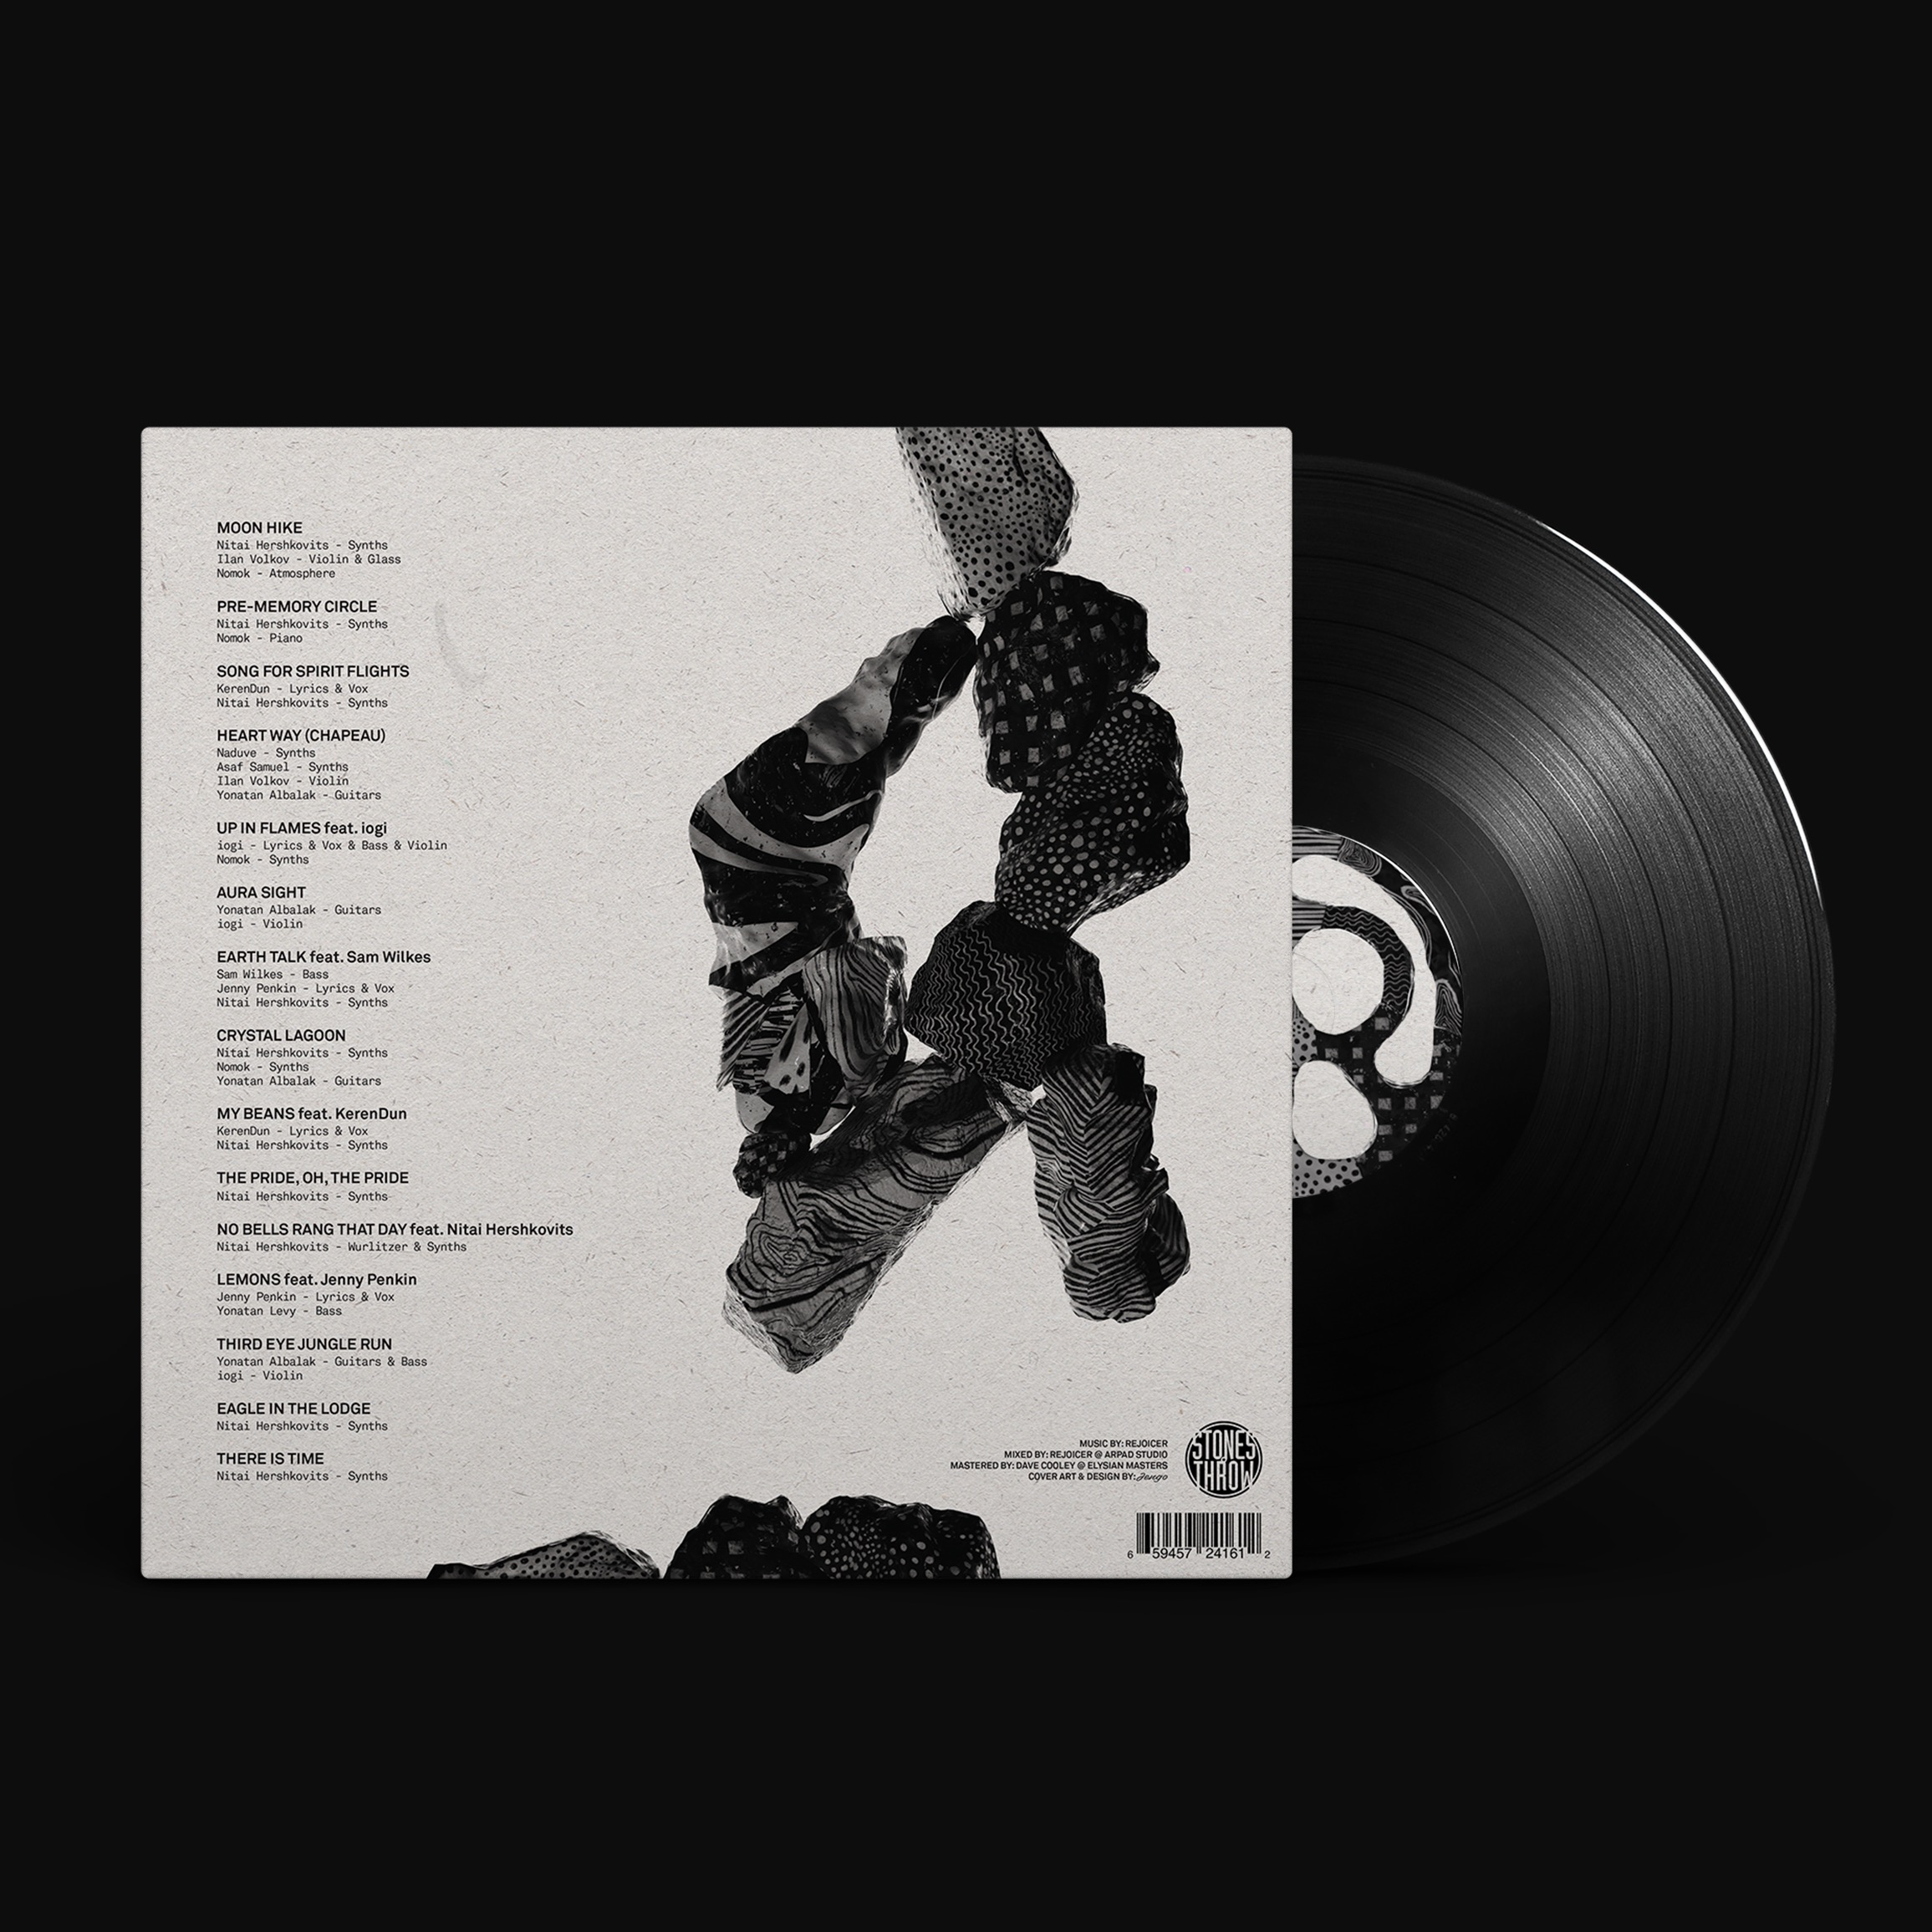 MOON HIKE
Nitai Hershkovits - Synths
Ilan Volkov - Violin & Glass
Nomok - Atmosphere
PRE-MEMORY CIRCLE
Nitai Hershkovits - Synths
Nomok - Piano
SONG FOR SPIRIT FLIGHTS
KerenDun - Lyrics & Vox
Nitai Hershkovits - Synths
HEART WAY (CHAPEAU)
Naduve - Synths
Asaf Samuel - Synths
Ilan Volkov - Violin
Yonatan Albalak - Guitars
UP IN FLAMES feat. iogi
iogi - Lyrics & Vox & Bass & Violin
Nomok - Synths
AURA SIGHT
Yonatan Albalak - Guitars
iogi - Violin
EARTH TALK feat. Sam Wilkes
Sam Wilkes - Bass
Jenny Penkin - Lyrics & Vox
Nitai Hershkovits - Synths
CRYSTAL LAGOON
Nitai Hershkovits - Synths
Nomok - Synths
Yonatan Albalak - Guitars
MY BEANS feat. KerenDun
KerenDun - Lyrics & Vox
Nitai Hershkovits - Synths
THE PRIDE, OH, THE PRIDE
Nitai Hershkovits - Synths
NO BELLS RANG THAT DAY feat. Nitai Hershkovits
Nitai Hershkovits - Wurlitzer & Synths
LEMONS feat. Jenny Penkin
Jenny Penkin - Lyrics & Vox
Yonatan Levy - Bass
THIRD EYE JUNGLE RUN
Yonatan Albalak - Guitars & Bass
iogi - Violin
EAGLE IN THE LODGE
Nitai Hershkovits - Synths
THERE IS TIME
Nitai Hershkovits - Synths
MUSIC BY: REJOICER
MIXED BY: REJOICER @ ARPAD STUDIO
MASTERED BY: DAVE COOLEY @ ELYSIAN MASTERS
COVER ART & DESIGN BY: Jengo
STONES
THROW
6 59457 24161 2